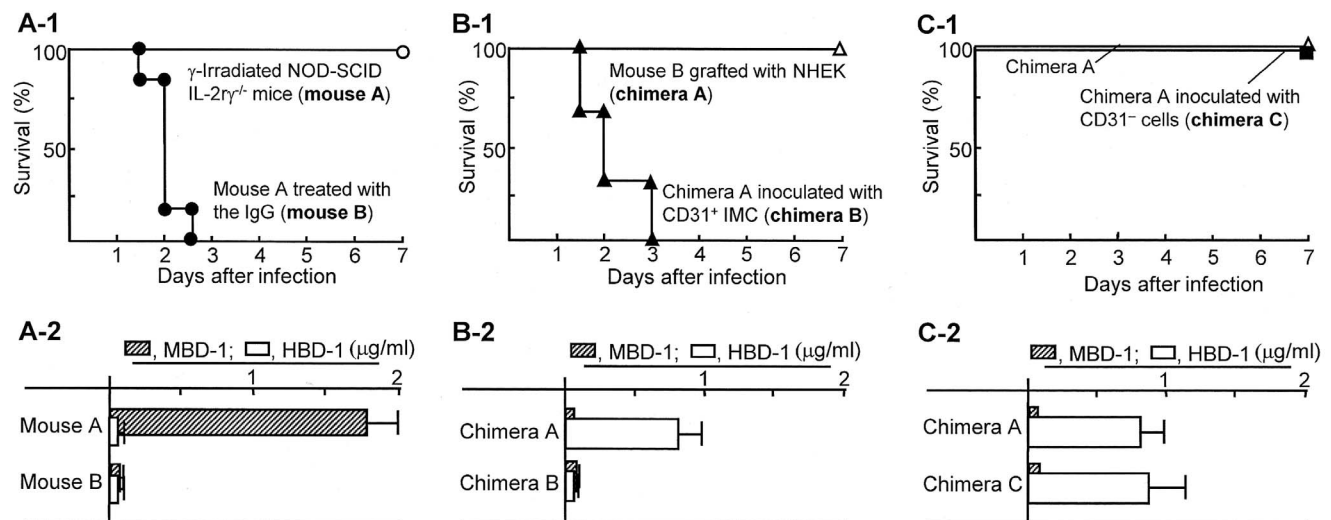 A-1
100
50
Survival (%)
γ-Irradiated NOD-SCID
IL-2rγ-/- mice (mouse A)
Mouse A treated with
the IgG (mouse B)
1 2 3 4 5 6 7
Days after infection
B-1
100
50
Survival (%)
Mouse B grafted with NHEK
(chimera A)
Chimera A inoculated with
CD31+ IMC (chimera B)
1 2 3 4 5 6 7
Days after infection
C-1
100
50
Survival (%)
Chimera A
Chimera A inoculated with
CD31– cells (chimera C)
1 2 3 4 5 6 7
Days after infection
A-2
, MBD-1; , HBD-1 (μg/ml)
1 2
Mouse A
Mouse B
B-2
, MBD-1; , HBD-1 (μg/ml)
1 2
Chimera A
Chimera B
C-2
, MBD-1; , HBD-1 (μg/ml)
1 2
Chimera A
Chimera C